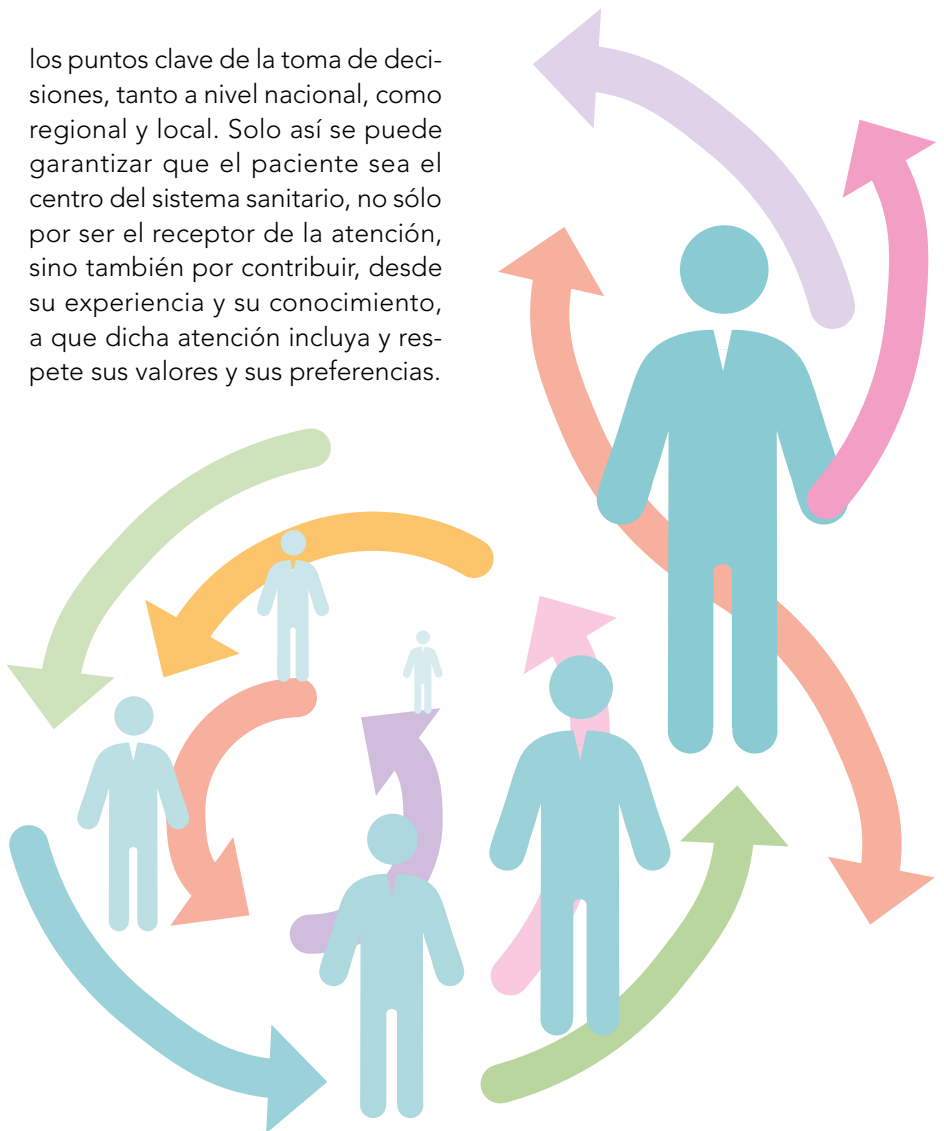 los puntos clave de la toma de deci-
siones, tanto a nivel nacional, como
regional y local. Solo así se puede
garantizar que el paciente sea el
centro del sistema sanitario, no sólo
por ser el receptor de la atención,
sino también por contribuir, desde
su experiencia y su conocimiento,
a que dicha atención incluya y res-
pete sus valores y sus preferencias.